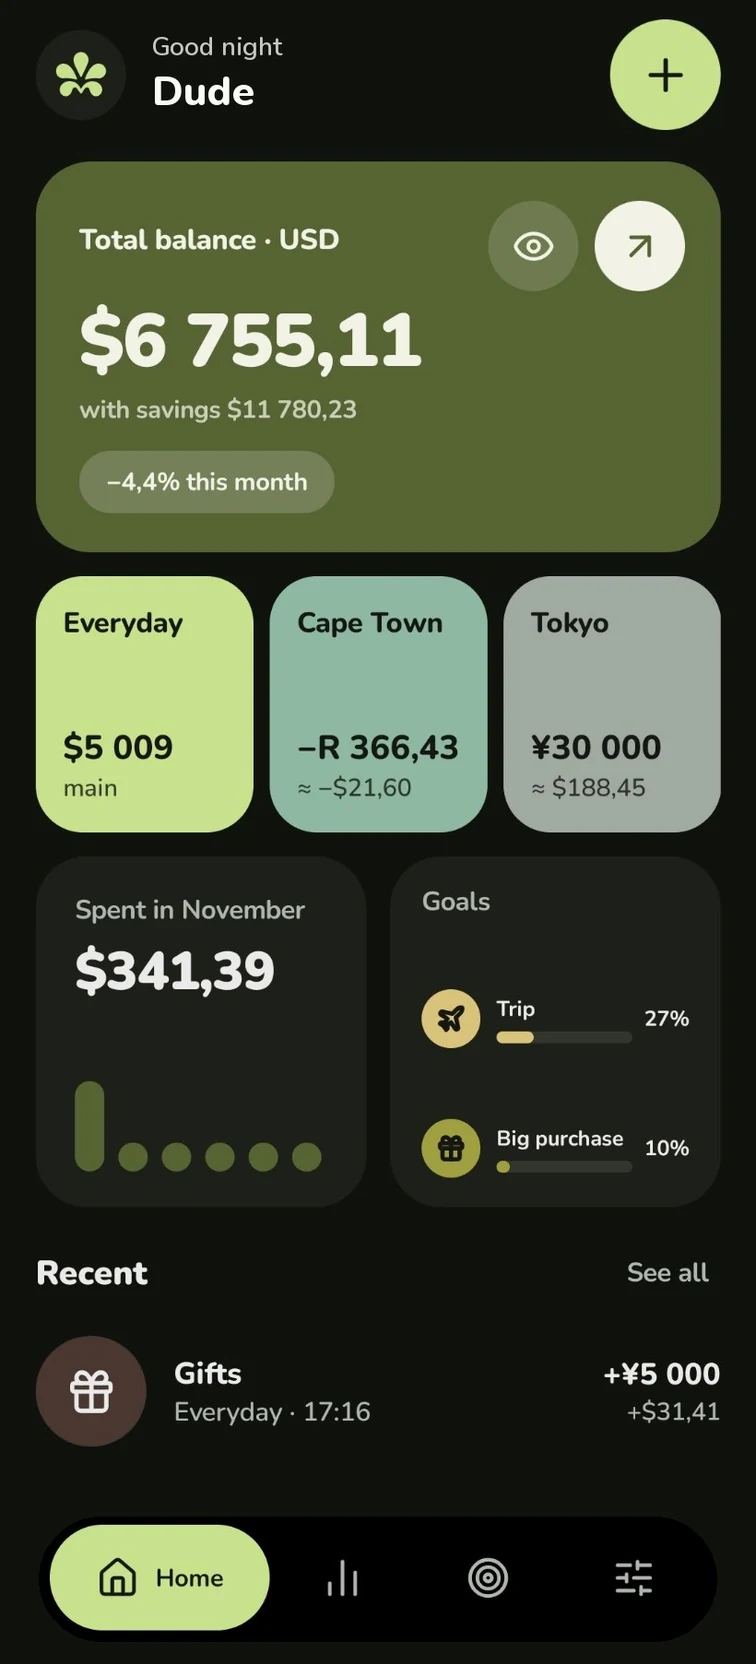 Good night
Dude
Total balance · USD
$6 755,11
with savings $11 780,23
−4,4% this month
Everyday
$5 009
main
Cape Town
−R 366,43
≈ −$21,60
Tokyo
¥30 000
≈ $188,45
Spent in November
$341,39
Goals
Trip
27%
Big purchase
10%
Recent
See all
Gifts
+¥5 000
Everyday · 17:16
+$31,41
Home